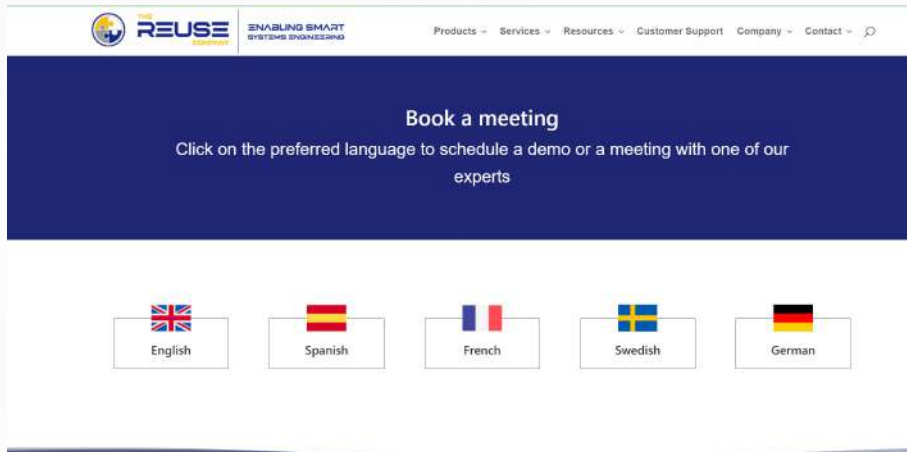 THE
REUSE
COMPANY
ENABLING SMART
SYSTEMS ENGINEERING
Products
Services
Resources
Customer Support
Company
Contact
Book a meeting
Click on the preferred language to schedule a demo or a meeting with one of our
experts
English
Spanish
French
Swedish
German